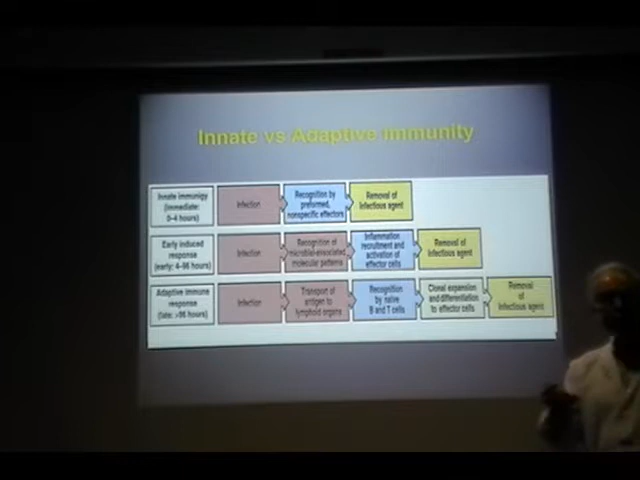 Innate vs Adaptive Immunity
Innate immunity
(immediate:
0–4 hours)
Infection
Recognition by
preformed,
nonspecific effectors
Removal of
infectious agent
Early induced
response
(early: 4–96 hours)
Infection
Recognition of
microbial-associated
molecular patterns
Inflammation
recruitment and
activation of
effector cells
Removal of
infectious agent
Adaptive immune
response
(late: >96 hours)
Infection
Transport of
antigen to
lymphoid organs
Recognition
by naive
B and T cells
Clonal expansion
and differentiation
to effector cells
Removal
of
infectious agent